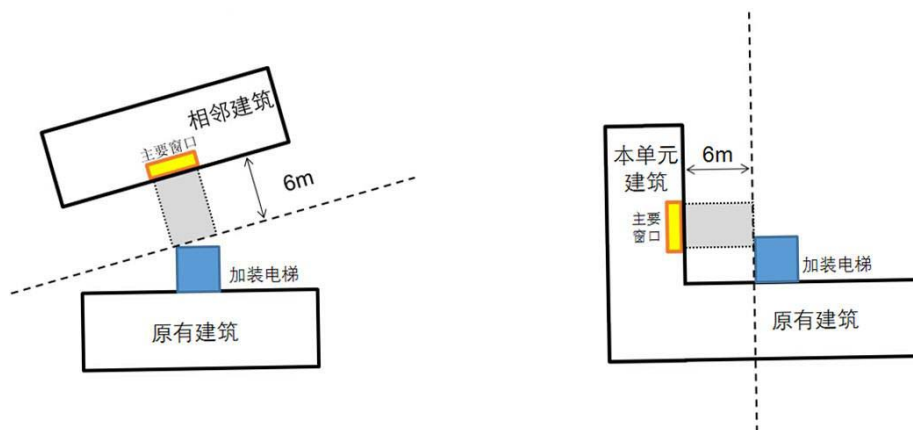 相邻建筑
主要窗口
6m
加装电梯
原有建筑
本单元
建筑
6m
主要
窗口
加装电梯
原有建筑